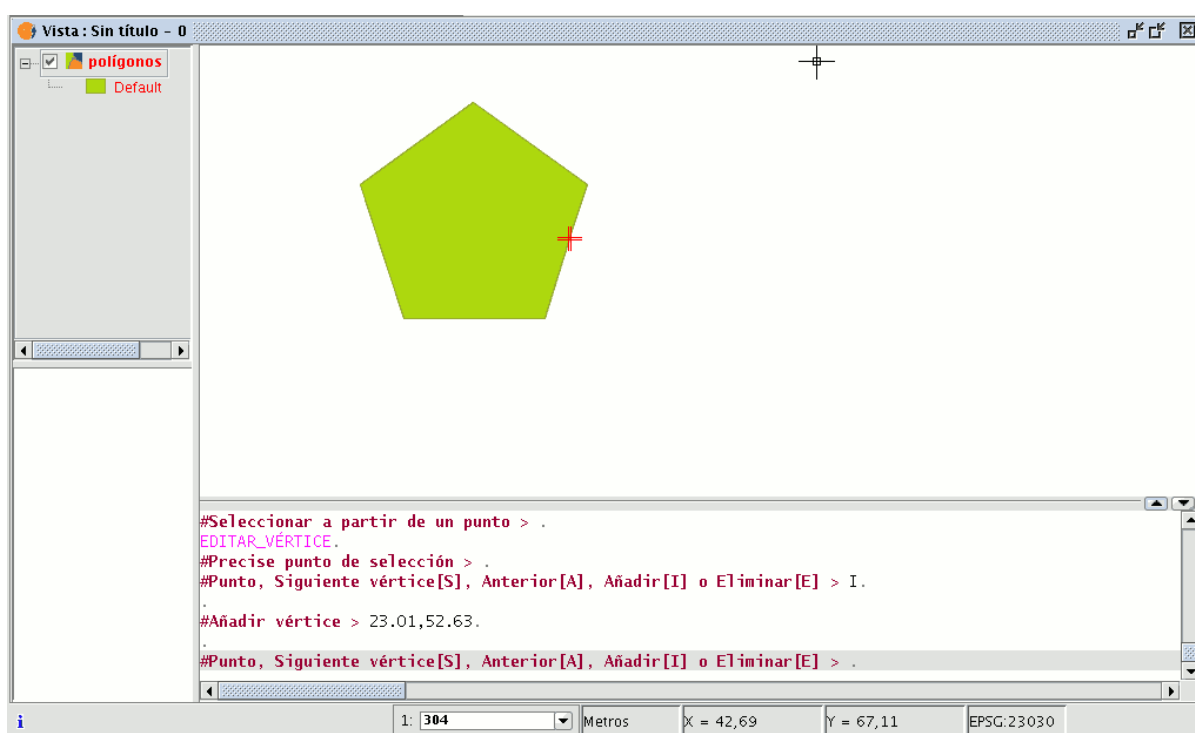 Vista : Sin título - 0
polígonos
Default
#Seleccionar a partir de un punto > .
EDITAR_VÉRTICE.
#Precise punto de selección > .
#Punto, Siguiente vértice[S], Anterior[A], Añadir[I] o Eliminar[E] > I.
.
#Añadir vértice > 23.01,52.63.
.
#Punto, Siguiente vértice[S], Anterior[A], Añadir[I] o Eliminar[E] > .
i 1: 304 Metros X = 42,69 Y = 67,11 EPSG:23030